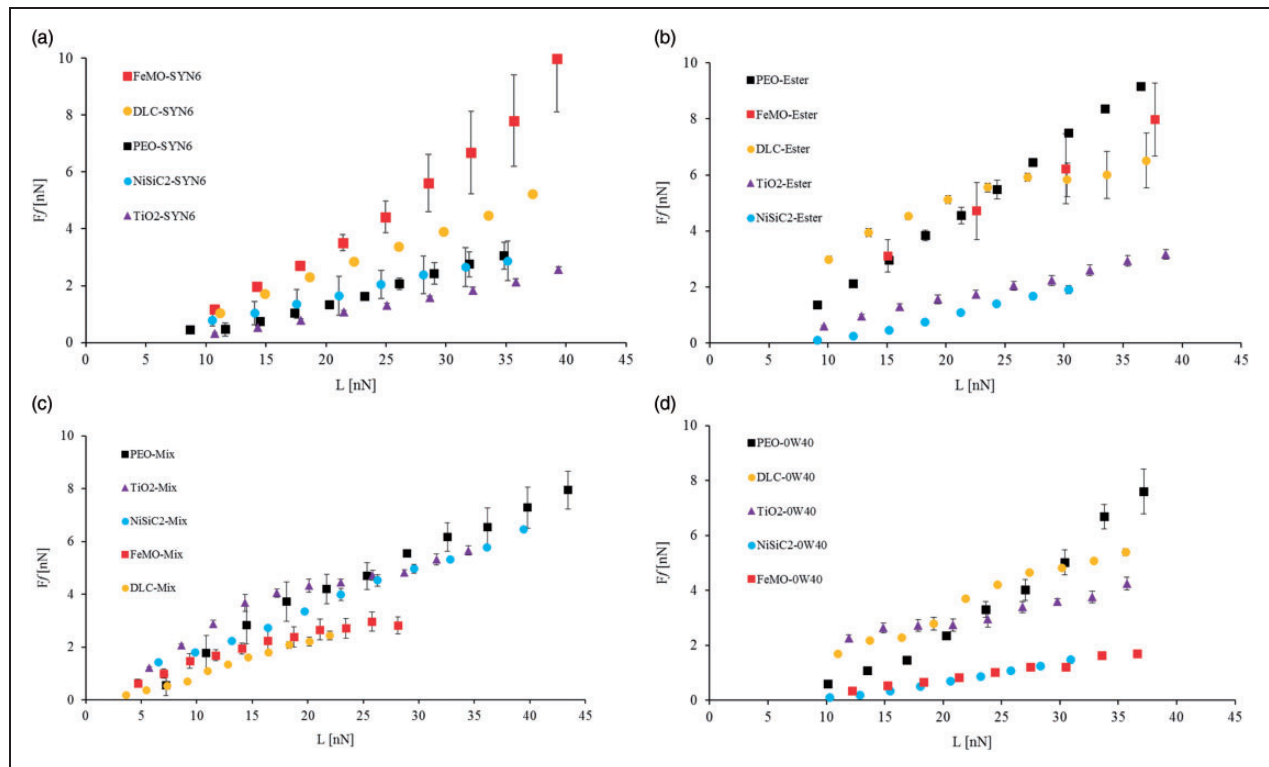 (a)
10
8
6
4
2
0
Ff [nN]
FeMO-SYN6
DLC-SYN6
PEO-SYN6
NiSiC2-SYN6
TiO2-SYN6
0 5 10 15 20 25 30 35 40 45
L [nN]
(b)
10
8
6
4
2
0
Ff [nN]
PEO-Ester
FeMO-Ester
DLC-Ester
TiO2-Ester
NiSiC2-Ester
0 5 10 15 20 25 30 35 40 45
L [nN]
(c)
10
8
6
4
2
0
Ff [nN]
PEO-Mix
TiO2-Mix
NiSiC2-Mix
FeMO-Mix
DLC-Mix
0 5 10 15 20 25 30 35 40 45
L [nN]
(d)
10
8
6
4
2
0
Ff [nN]
PEO-0W40
DLC-0W40
TiO2-0W40
NiSiC2-0W40
FeMO-0W40
0 5 10 15 20 25 30 35 40 45
L [nN]